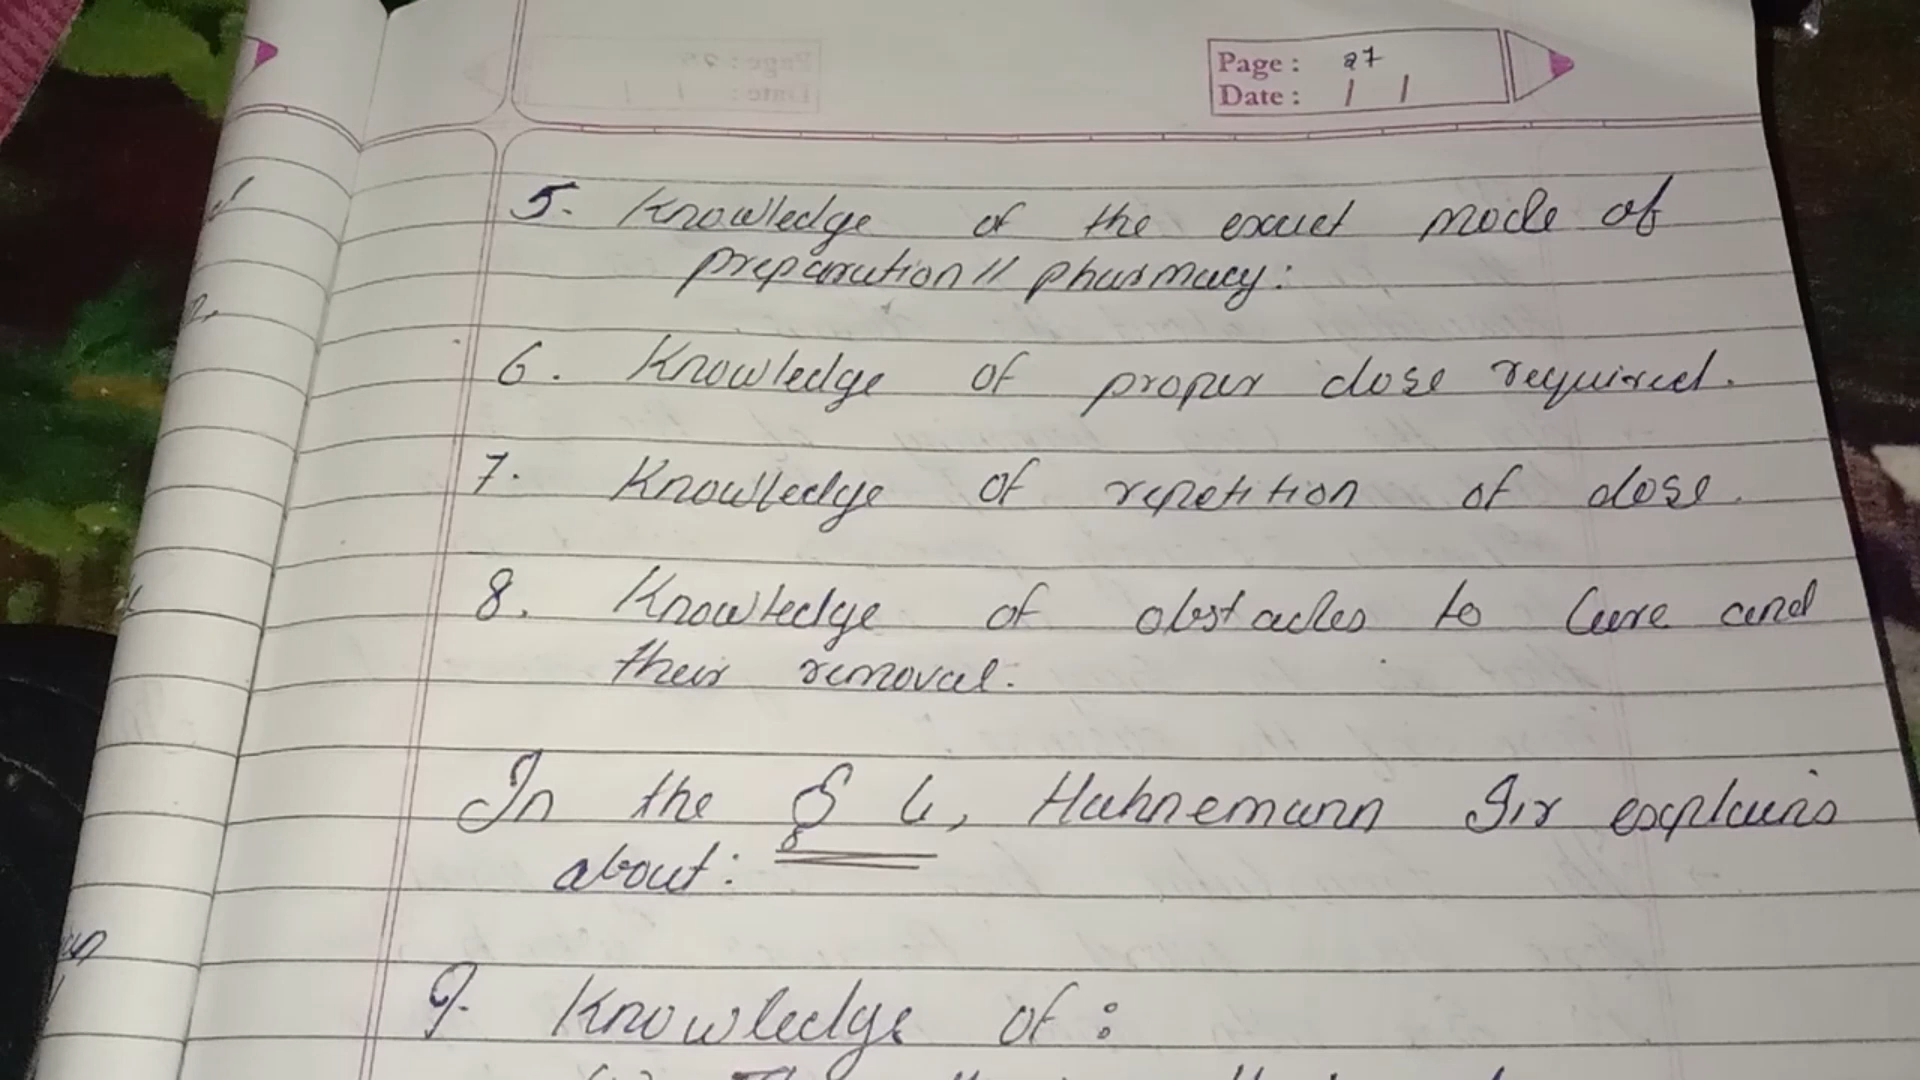 Page : 27
Date : / /
5. Knowledge of the exact mode of
preparation // pharmacy:
6. Knowledge of proper dose required.
7. Knowledge of repetition of dose.
8. Knowledge of obstacles to Cure and
their removal.
In the § 4, Hahnemann Sir explains
about:
9. Knowledge of :